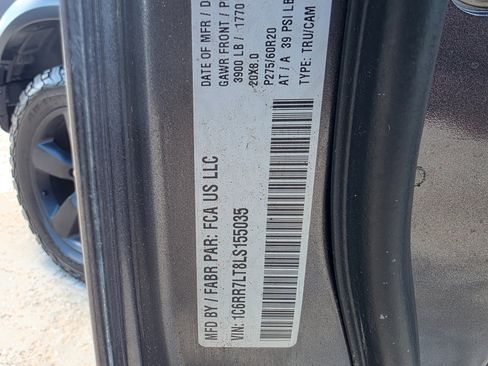 MFD BY / FABR PAR: FCA US LLC
DATE OF MFR / D
GAWR FRONT / P
3900 LB / 1770
20X8.0
P275/60R20
AT / A 39 PSI LB
TYPE: TRU/CAM
VIN: 1C6RR7LT8LS155035